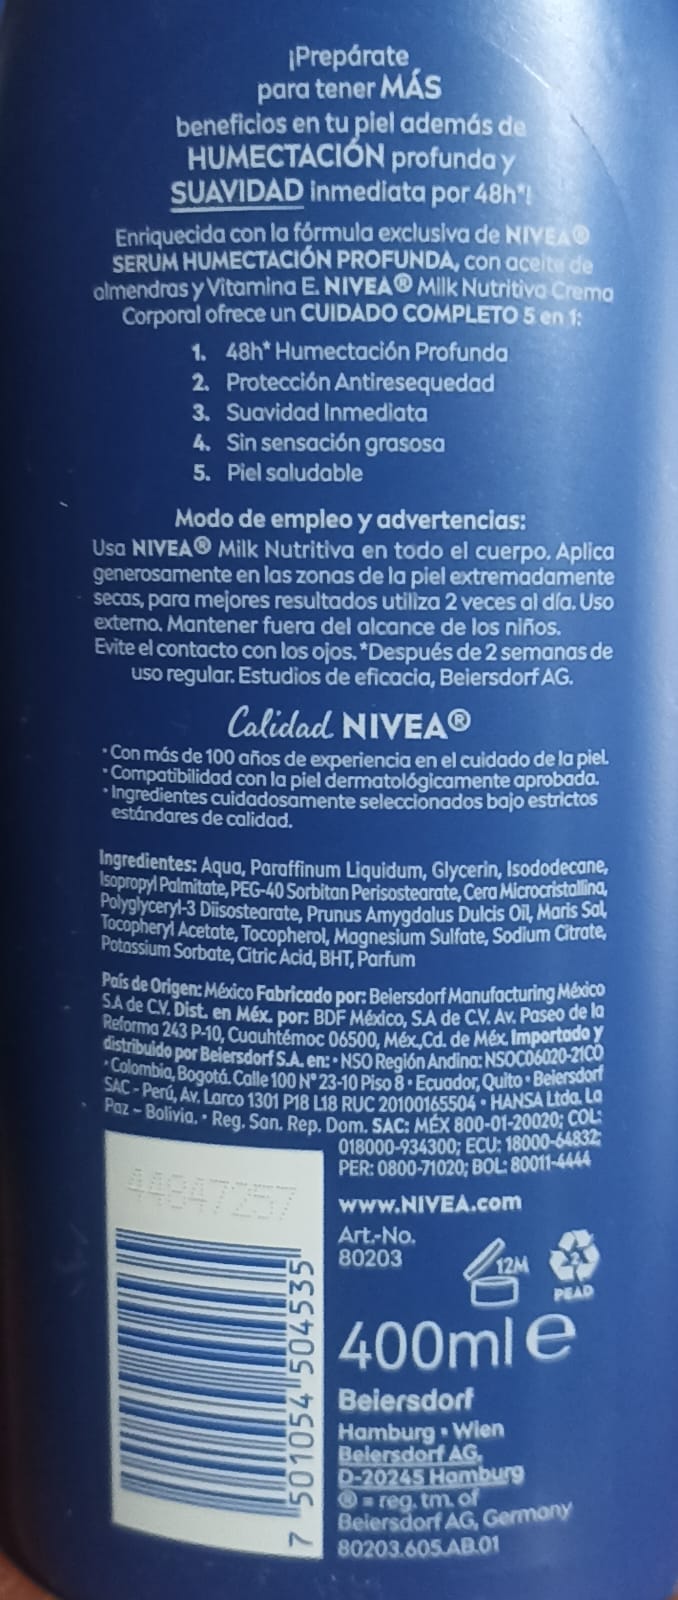 ¡Prepárate
para tener MÁS
beneficios en tu piel además de
HUMECTACIÓN profunda y
SUAVIDAD inmediata por 48h*!
Enriquecida con la fórmula exclusiva de NIVEA®
SERUM HUMECTACIÓN PROFUNDA, con aceite de
almendras y Vitamina E. NIVEA® Milk Nutritiva Crema
Corporal ofrece un CUIDADO COMPLETO 5 en 1:
1. 48h* Humectación Profunda
2. Protección Antiresequedad
3. Suavidad Inmediata
4. Sin sensación grasosa
5. Piel saludable
Modo de empleo y advertencias:
Usa NIVEA® Milk Nutritiva en todo el cuerpo. Aplica
generosamente en las zonas de la piel extremadamente
secas, para mejores resultados utiliza 2 veces al día. Uso
externo. Mantener fuera del alcance de los niños.
Evite el contacto con los ojos. *Después de 2 semanas de
uso regular. Estudios de eficacia, Beiersdorf AG.
Calidad NIVEA®
• Con más de 100 años de experiencia en el cuidado de la piel.
• Compatibilidad con la piel dermatológicamente aprobada.
• Ingredientes cuidadosamente seleccionados bajo estrictos
estándares de calidad.
Ingredientes: Aqua, Paraffinum Liquidum, Glycerin, Isododecane,
Isopropyl Palmitate, PEG-40 Sorbitan Perisostearate, Cera Microcristallina,
Polyglyceryl-3 Diisostearate, Prunus Amygdalus Dulcis Oil, Maris Sal,
Tocopheryl Acetate, Tocopherol, Magnesium Sulfate, Sodium Citrate,
Potassium Sorbate, Citric Acid, BHT, Parfum
País de Origen: México Fabricado por: Beiersdorf Manufacturing México
S.A de C.V. Dist. en Méx. por: BDF México, S.A de C.V. Av. Paseo de la
Reforma 243 P-10, Cuauhtémoc 06500, Méx.,Cd. de Méx. Importado y
distribuido por Beiersdorf S.A. en: • NSO Región Andina: NSOC06020-21CO
• Colombia, Bogotá. Calle 100 N° 23-10 Piso 8 • Ecuador, Quito • Beiersdorf
SAC - Perú, Av. Larco 1301 P18 L18 RUC 20100165504 • HANSA Ltda. La
Paz – Bolivia. • Reg. San. Rep. Dom. SAC: MÉX 800-01-20020; COL:
018000-934300; ECU: 18000-64832;
PER: 0800-71020; BOL: 80011-4444
44847257
7 501054 504535
www.NIVEA.com
Art.-No.
80203
12M
2
PEAD
400ml e
Beiersdorf
Hamburg • Wien
Beiersdorf AG,
D-20245 Hamburg
® = reg. tm. of
Beiersdorf AG, Germany
80203.605.AB.01